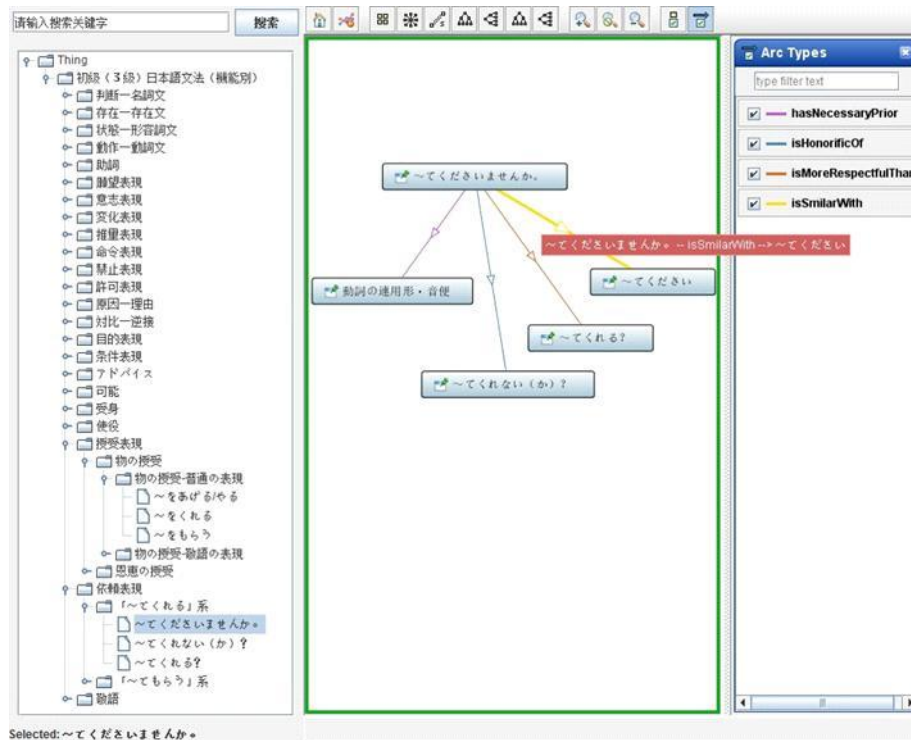 请输入搜索关键字
搜索
Thing
初級（３級）日本語文法（機能別）
判断－名詞文
存在－存在文
状態－形容詞文
動作－動詞文
助詞
願望表現
意志表現
変化表現
推量表現
命令表現
禁止表現
許可表現
原因－理由
対比－逆接
目的表現
条件表現
アドバイス
可能
受身
使役
授受表現
物の授受
物の授受-普通の表現
～をあげる/やる
～をくれる
～をもらう
物の授受-敬語の表現
恩恵の授受
依頼表現
「～てくれる」系
～てくださいませんか。
～てくれない（か）？
～てくれる?
「～てもらう」系
敬語
Selected:～てくださいませんか。
～てくださいませんか。
～てくださいませんか。 -- isSmilarWith --> ～てください
～てください
動詞の連用形・音便
～てくれる？
～てくれない（か）？
Arc Types
type filter text
hasNecessaryPrior
isHonorificOf
isMoreRespectfulThan
isSmilarWith